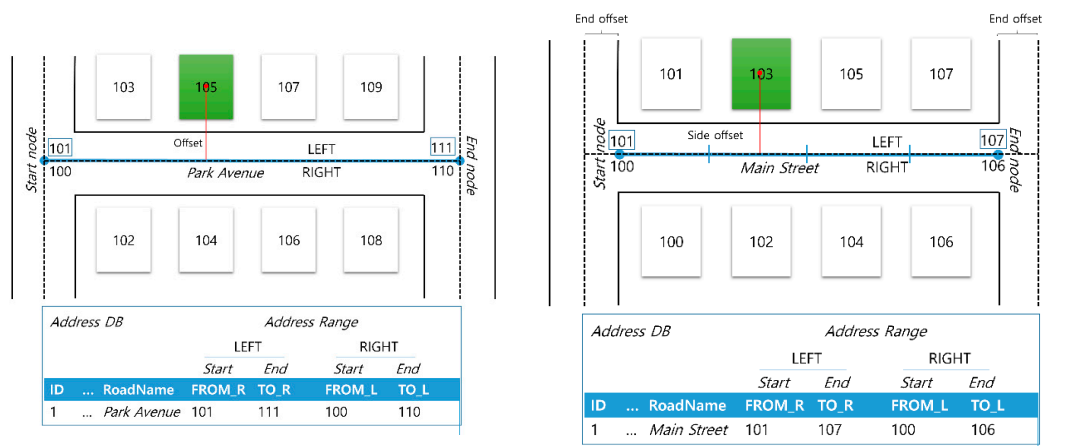 103 105 107 109
Offset
101 LEFT 111
100 Park Avenue RIGHT 110
Start node
End node
102 104 106 108
Address DB Address Range
LEFT RIGHT
Start End Start End
ID ... RoadName FROM_R TO_R FROM_L TO_L
1 ... Park Avenue 101 111 100 110
End offset End offset
101 103 105 107
Side offset
101 LEFT 107
100 Main Street RIGHT 106
Start node
End node
100 102 104 106
Address DB Address Range
LEFT RIGHT
Start End Start End
ID ... RoadName FROM_R TO_R FROM_L TO_L
1 ... Main Street 101 107 100 106